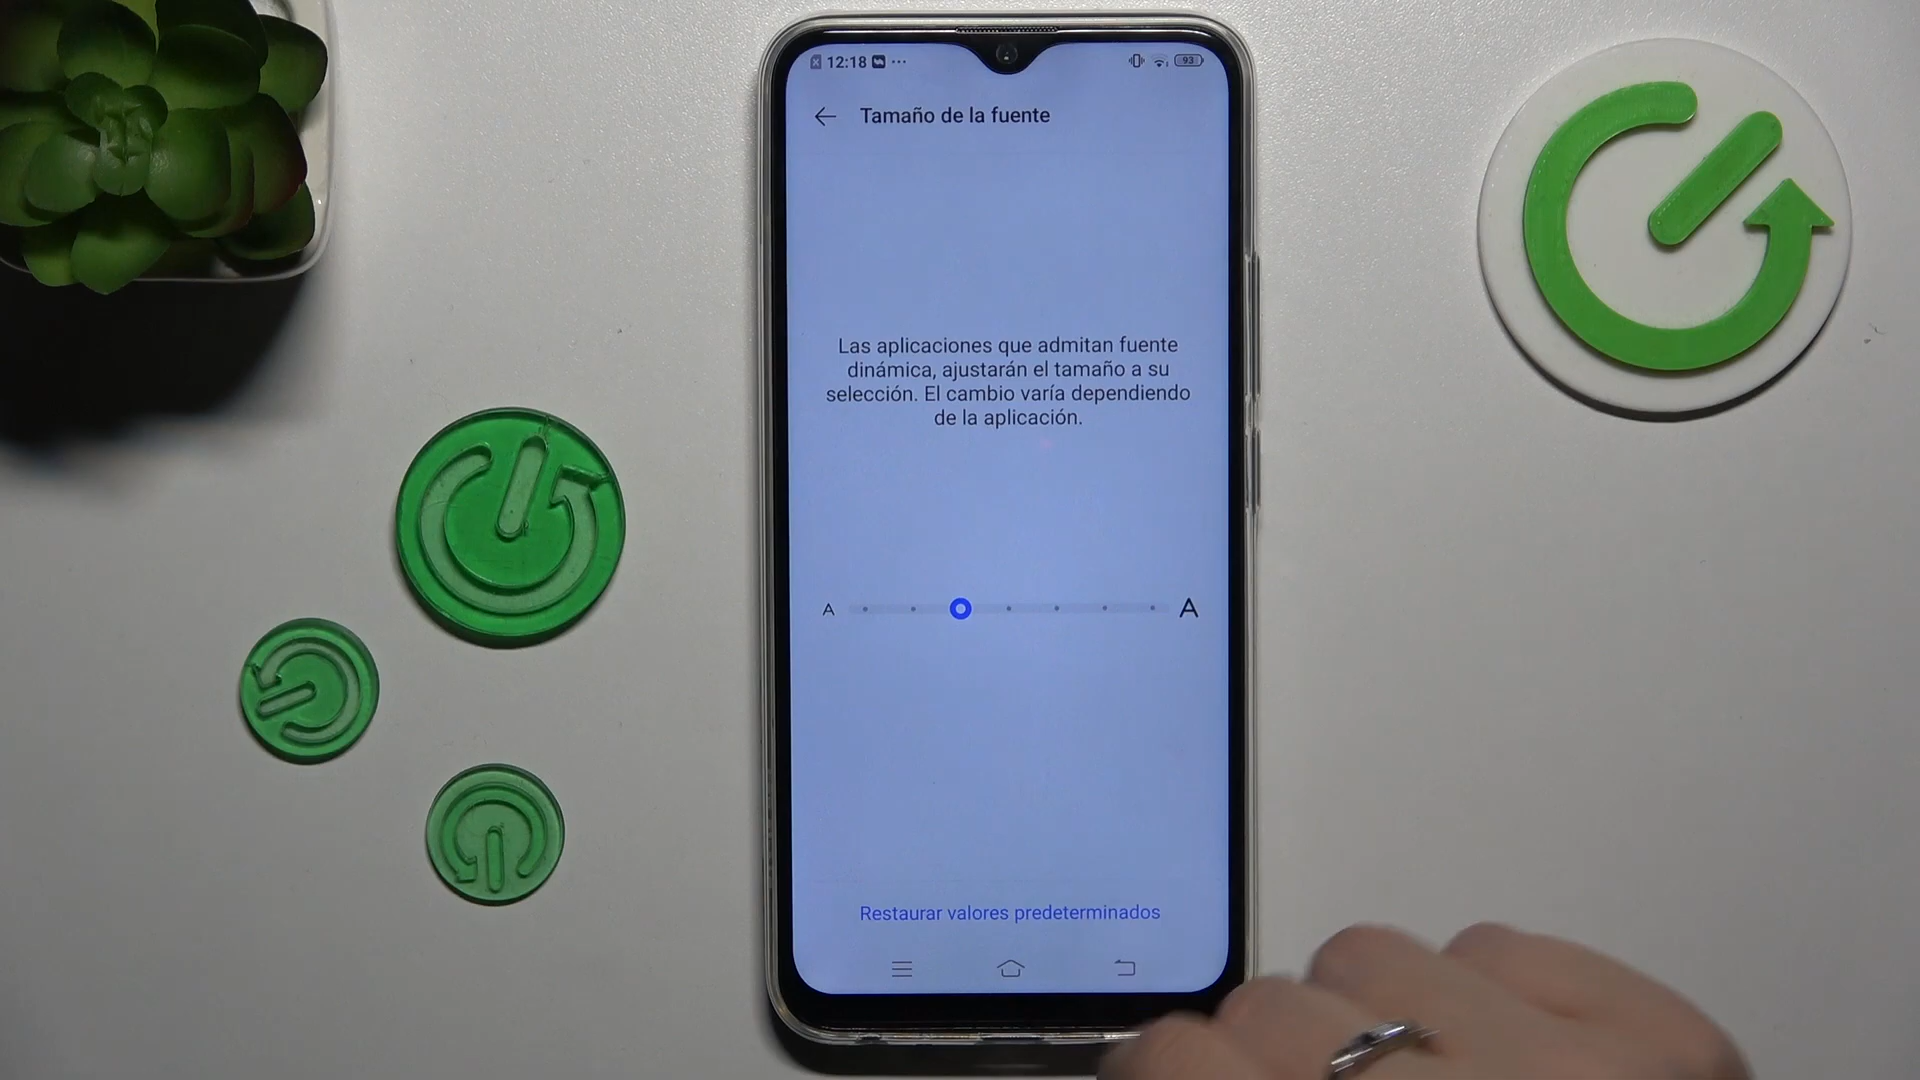 12:18
93
Tamaño de la fuente
Las aplicaciones que admitan fuente
dinámica, ajustarán el tamaño a su
selección. El cambio varía dependiendo
de la aplicación.
A A
Restaurar valores predeterminados